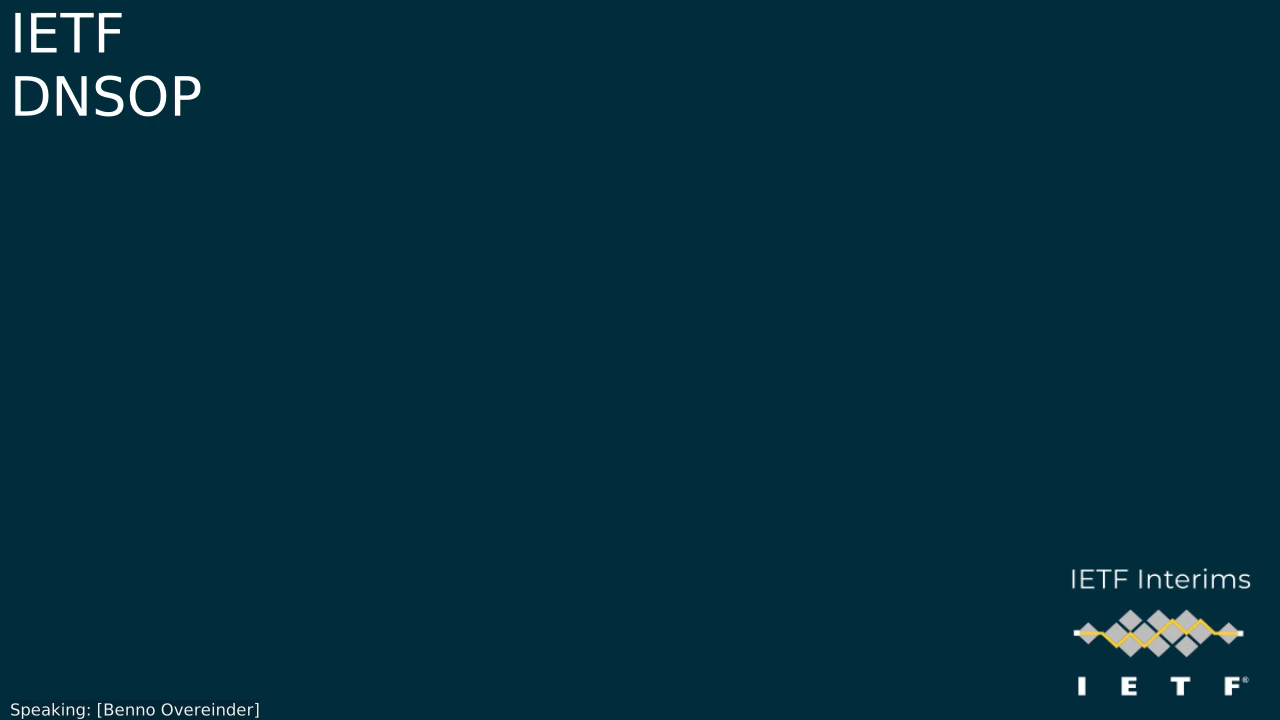 IETF
DNSOP
IETF Interims
I E T F®
Speaking: [Benno Overeinder]